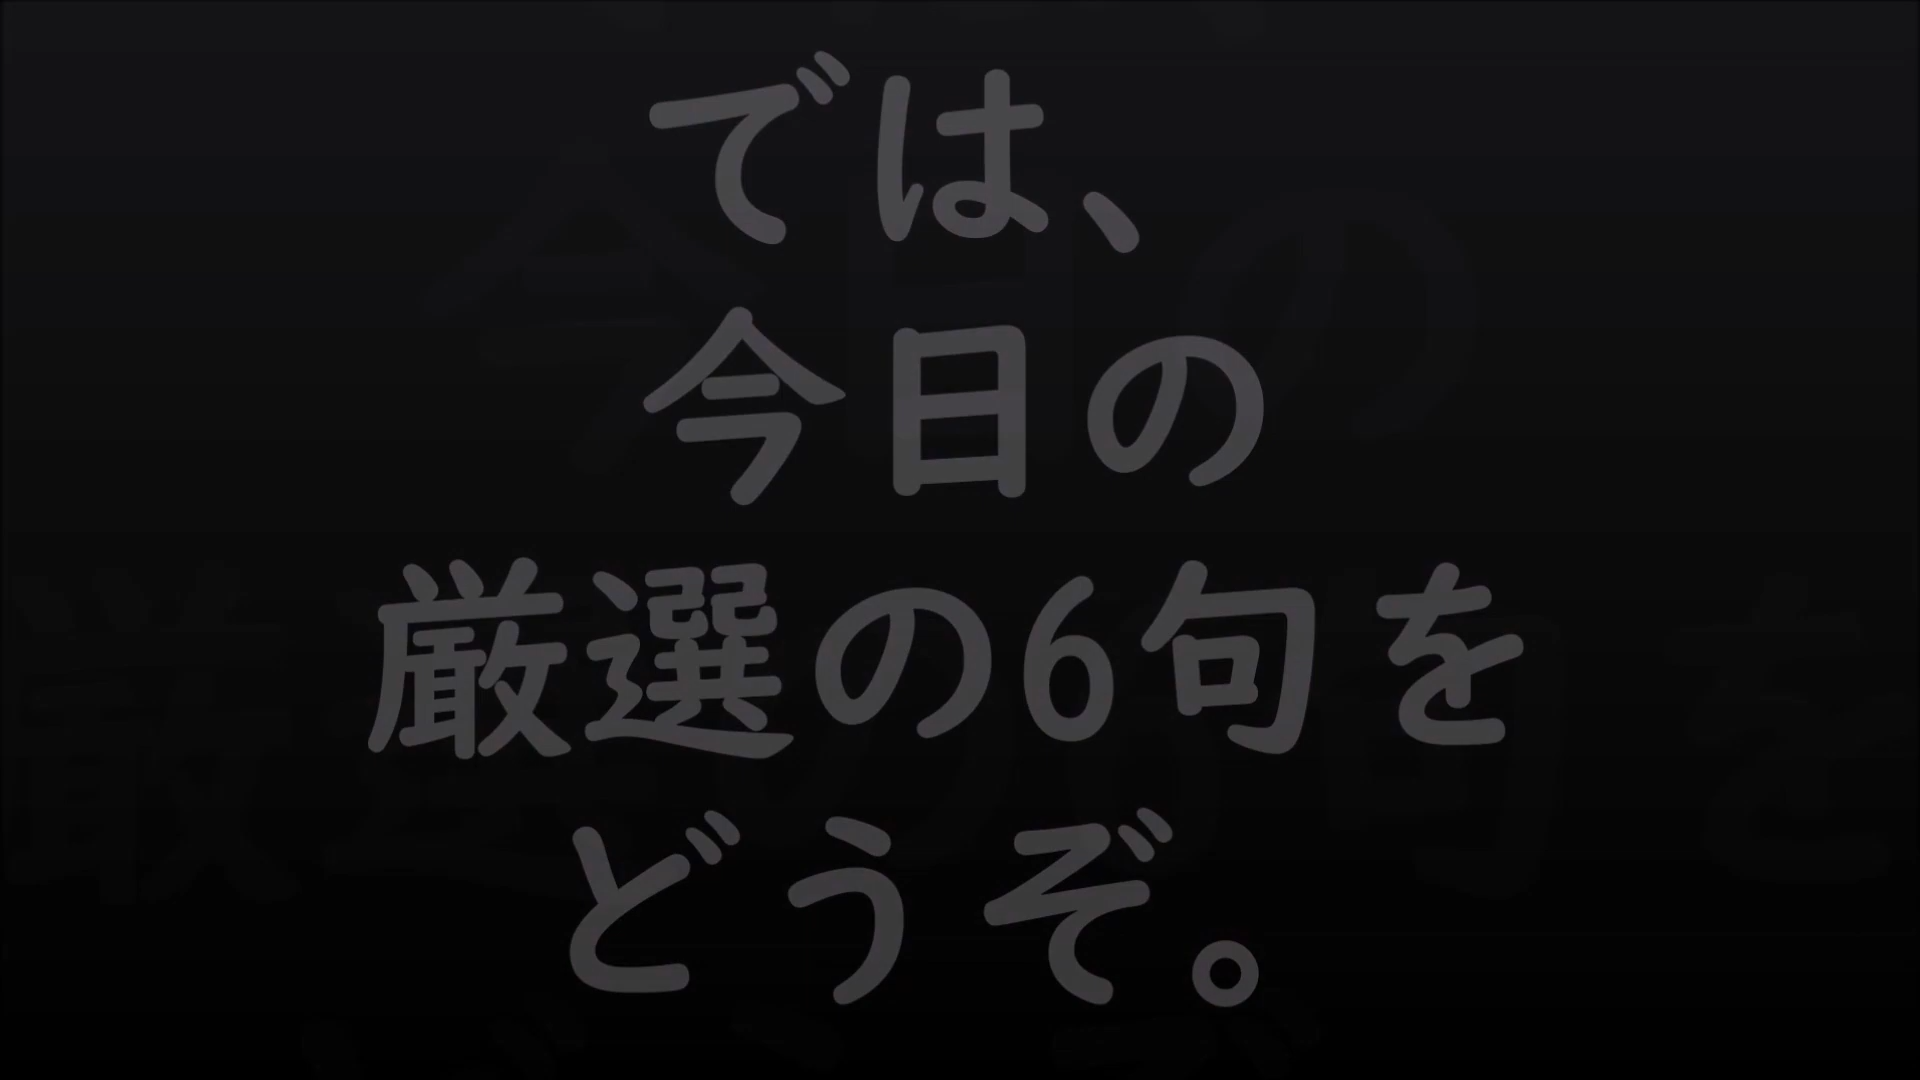 では、
今日の
厳選の6句を
どうぞ。